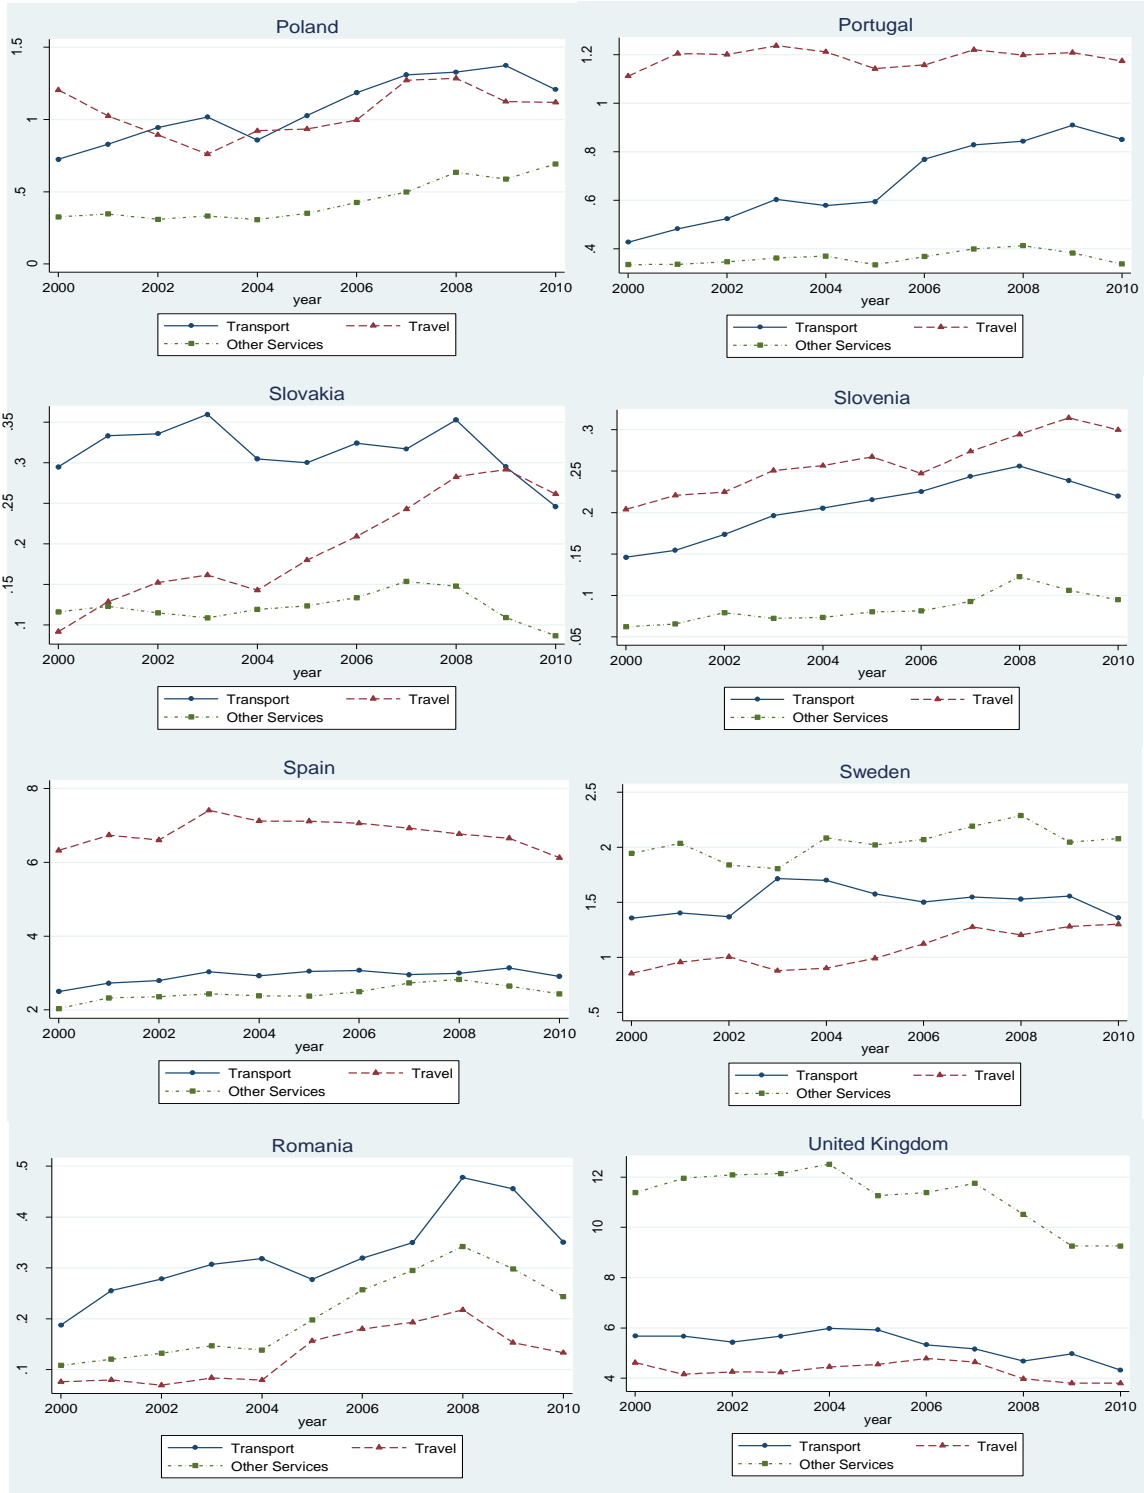 Poland
1.5
1
.5
0
2000 2002 2004 2006 2008 2010
year
Transport Travel
Other Services
Portugal
1.2
1
.8
.6
.4
2000 2002 2004 2006 2008 2010
year
Transport Travel
Other Services
Slovakia
.35
.3
.25
.2
.15
.1
2000 2002 2004 2006 2008 2010
year
Transport Travel
Other Services
Slovenia
.3
.25
.2
.15
.1
.05
2000 2002 2004 2006 2008 2010
year
Transport Travel
Other Services
Spain
8
6
4
2
2000 2002 2004 2006 2008 2010
year
Transport Travel
Other Services
Sweden
2.5
2
1.5
1
.5
2000 2002 2004 2006 2008 2010
year
Transport Travel
Other Services
Romania
.5
.4
.3
.2
.1
2000 2002 2004 2006 2008 2010
year
Transport Travel
Other Services
United Kingdom
12
10
8
6
4
2000 2002 2004 2006 2008 2010
year
Transport Travel
Other Services